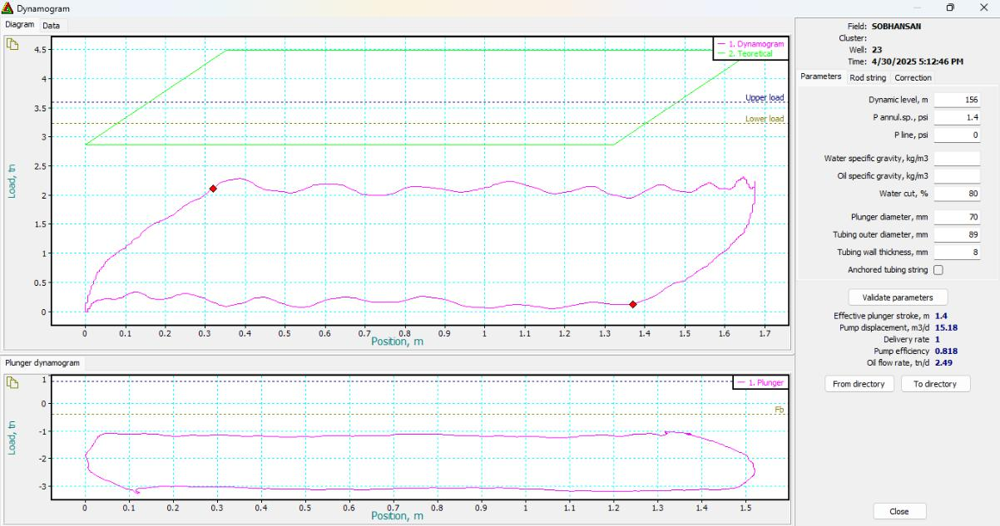 Dynamogram
Diagram Data
1. Dynamogram
2. Teoretical
Upper load
Lower load
Load, tn
4.5
4
3.5
3
2.5
2
1.5
1
0.5
0
0 0.1 0.2 0.3 0.4 0.5 0.6 0.7 0.8 0.9 1 1.1 1.2 1.3 1.4 1.5 1.6 1.7
Position, m
Plunger dynamogram
1. Plunger
Fb
Load, tn
1
0
-1
-2
-3
0 0.1 0.2 0.3 0.4 0.5 0.6 0.7 0.8 0.9 1 1.1 1.2 1.3 1.4 1.5
Position, m
Field: SOBHANSAN
Cluster:
Well: 23
Time: 4/30/2025 5:12:46 PM
Parameters Rod string Correction
Dynamic level, m 156
P annul.sp., psi 1.4
P line, psi 0
Water specific gravity, kg/m3
Oil specific gravity, kg/m3
Water cut, % 80
Plunger diameter, mm 70
Tubing outer diameter, mm 89
Tubing wall thickness, mm 8
Anchored tubing string
Validate parameters
Effective plunger stroke, m 1.4
Pump displacement, m3/d 15.18
Delivery rate 1
Pump efficiency 0.818
Oil flow rate, tn/d 2.49
From directory To directory
Close